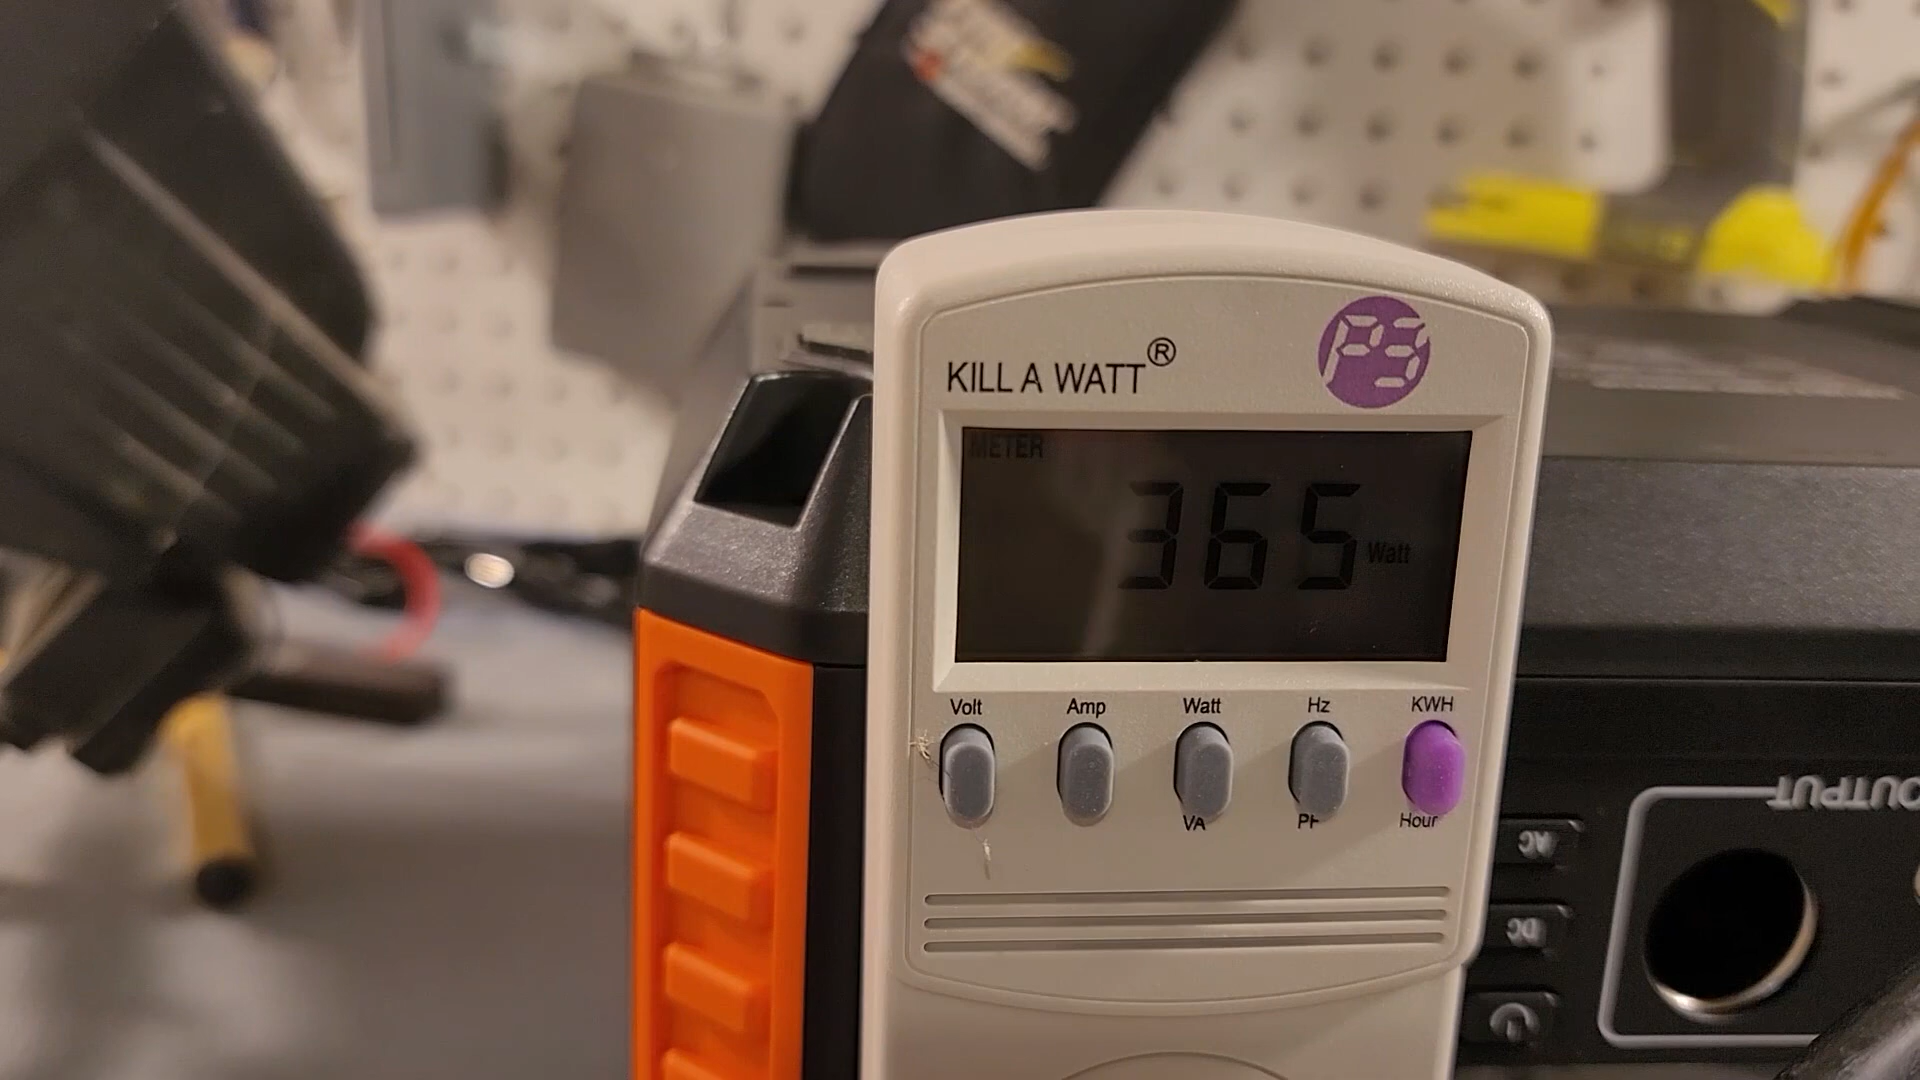 KILL A WATT®
P3
METER
365 Watt
Volt Amp Watt Hz KWH
VA PF Hour
OUTPUT
AC
DC